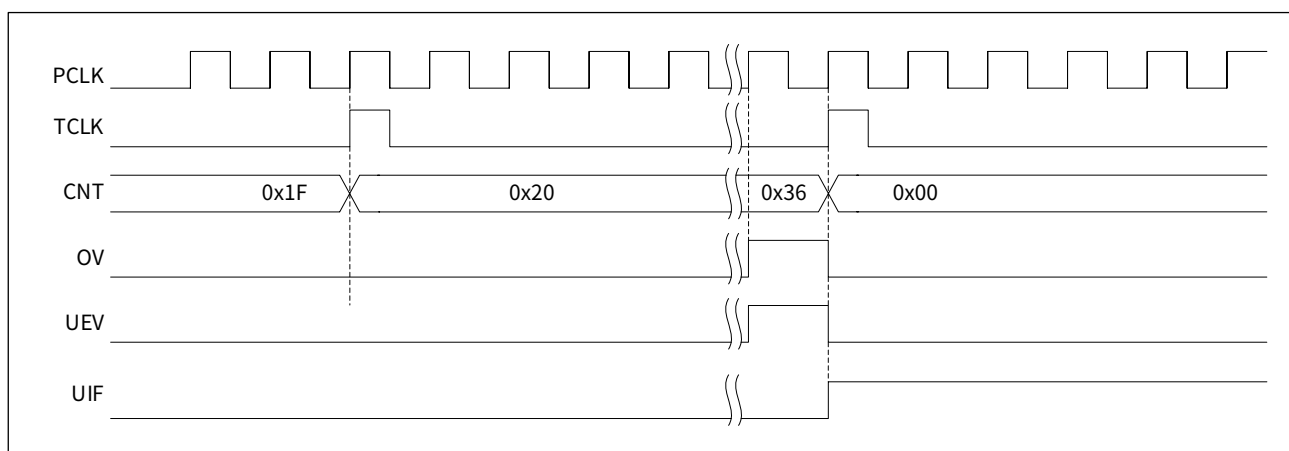 PCLK
TCLK
CNT 0x1F 0x20 0x36 0x00
OV
UEV
UIF